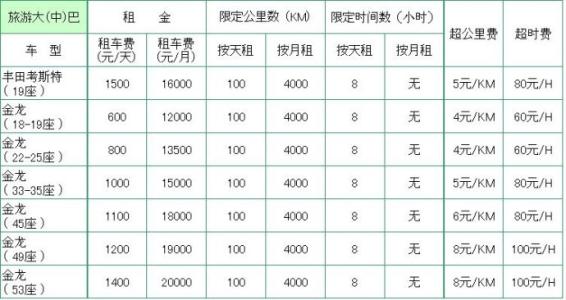 旅游大(中)巴 租 金 限定公里数（KM） 限定时间数（小时） 超公里费 超时费
车 型 租车费(元/天) 租车费(元/月) 按天租 按月租 按天租 按月租
丰田考斯特（19座） 1500 16000 100 4000 8 无 5元/KM 80元/H
金龙（18-19座） 600 12000 100 4000 8 无 4元/KM 60元/H
金龙（22-25座） 800 13500 100 4000 8 无 4元/KM 60元/H
金龙（33-35座） 1000 15000 100 4000 8 无 5元/KM 80元/H
金龙（45座） 1100 18000 100 4000 8 无 6元/KM 80元/H
金龙（49座） 1200 19000 100 4000 8 无 8元/KM 100元/H
金龙（53座） 1400 20000 100 4000 8 无 8元/KM 100元/H